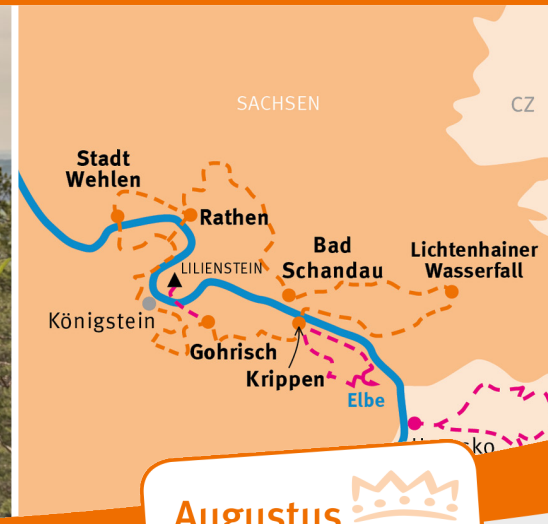 SACHSEN
CZ
Stadt
Wehlen
Rathen
Bad
Schandau
Lichtenhainer
Wasserfall
LILIENSTEIN
Königstein
Gohrisch
Krippen
Elbe
Augustus